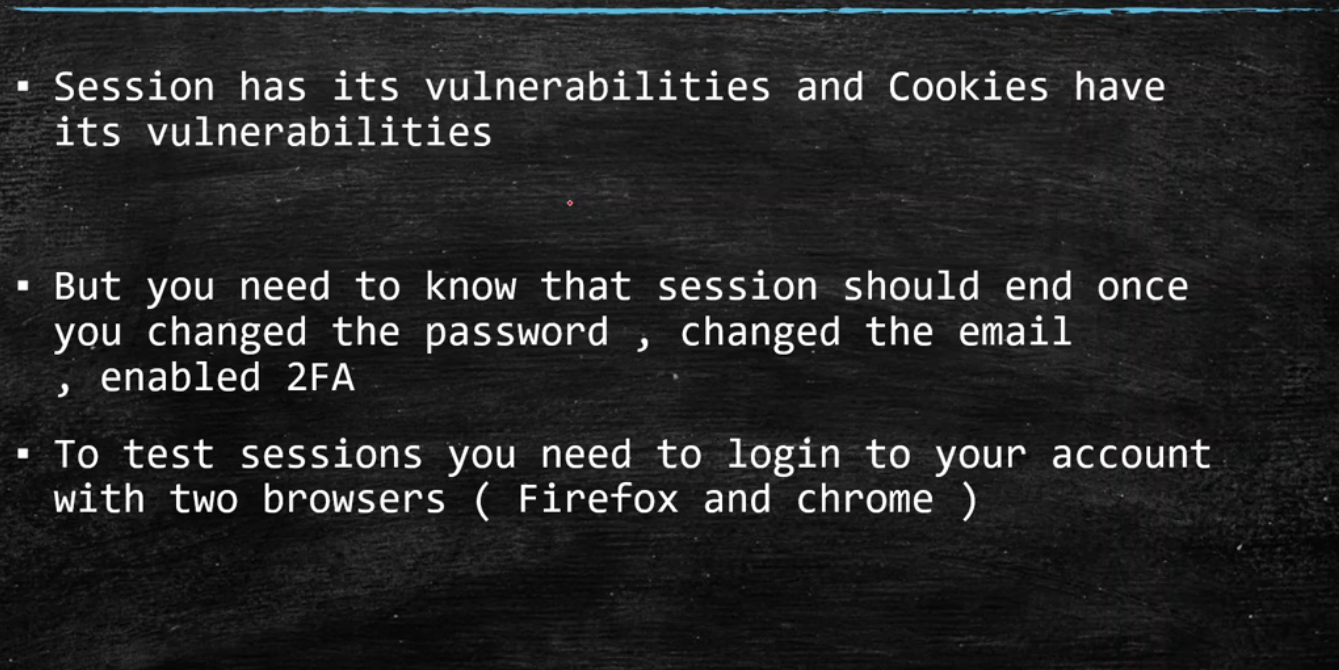 ▪ Session has its vulnerabilities and Cookies have
its vulnerabilities
▪ But you need to know that session should end once
you changed the password , changed the email
, enabled 2FA
▪ To test sessions you need to login to your account
with two browsers ( Firefox and chrome )